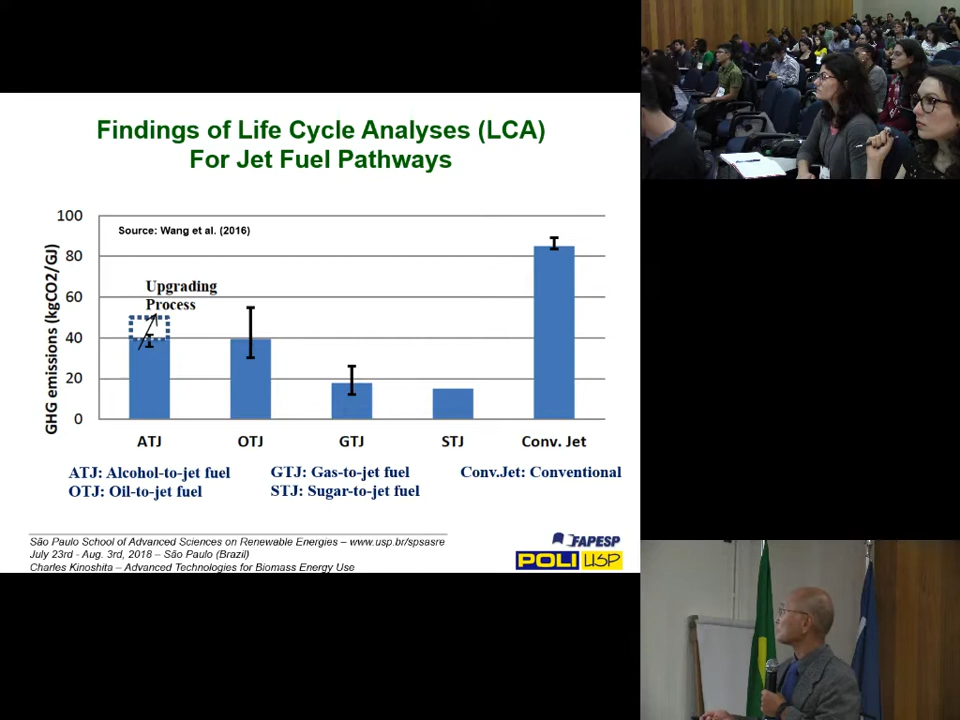 Findings of Life Cycle Analyses (LCA)
For Jet Fuel Pathways
GHG emissions (kgCO2/GJ)
100
80
60
40
20
0
Source: Wang et al. (2016)
Upgrading
Process
ATJ
OTJ
GTJ
STJ
Conv. Jet
ATJ: Alcohol-to-jet fuel
OTJ: Oil-to-jet fuel
GTJ: Gas-to-jet fuel
STJ: Sugar-to-jet fuel
Conv.Jet: Conventional
São Paulo School of Advanced Sciences on Renewable Energies – www.usp.br/spsasre
July 23rd - Aug. 3rd, 2018 – São Paulo (Brazil)
Charles Kinoshita – Advanced Technologies for Biomass Energy Use
FAPESP
POLI USP